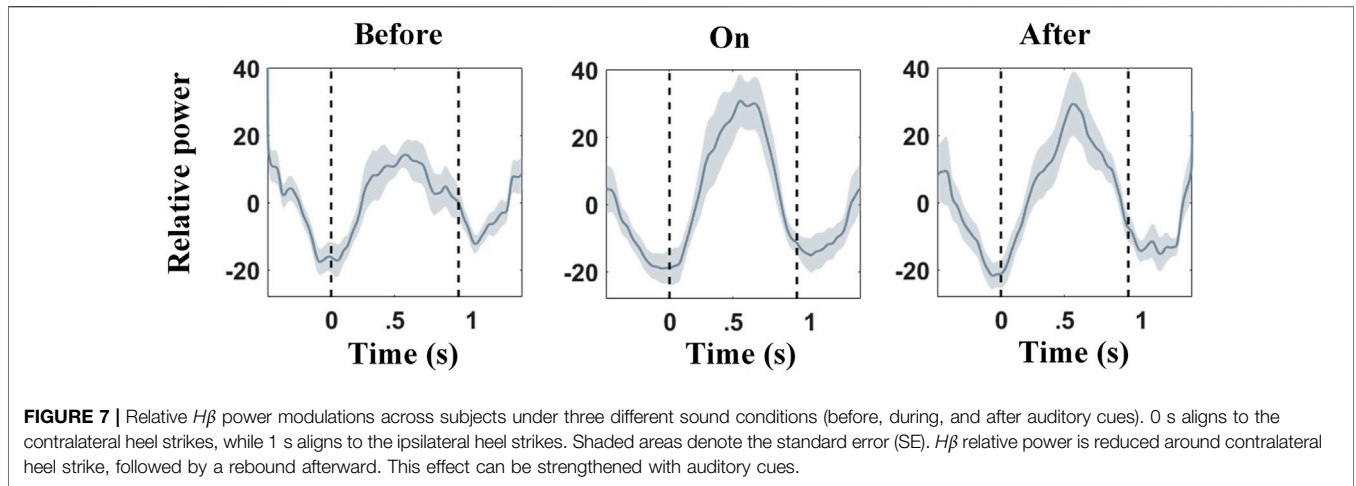 Before
On
After
40
20
0
-20
Relative power
0 .5 1
Time (s)
40
20
0
-20
0 .5 1
Time (s)
40
20
0
-20
0 .5 1
Time (s)
FIGURE 7 | Relative Hβ power modulations across subjects under three different sound conditions (before, during, and after auditory cues). 0 s aligns to the
contralateral heel strikes, while 1 s aligns to the ipsilateral heel strikes. Shaded areas denote the standard error (SE). Hβ relative power is reduced around contralateral
heel strike, followed by a rebound afterward. This effect can be strengthened with auditory cues.